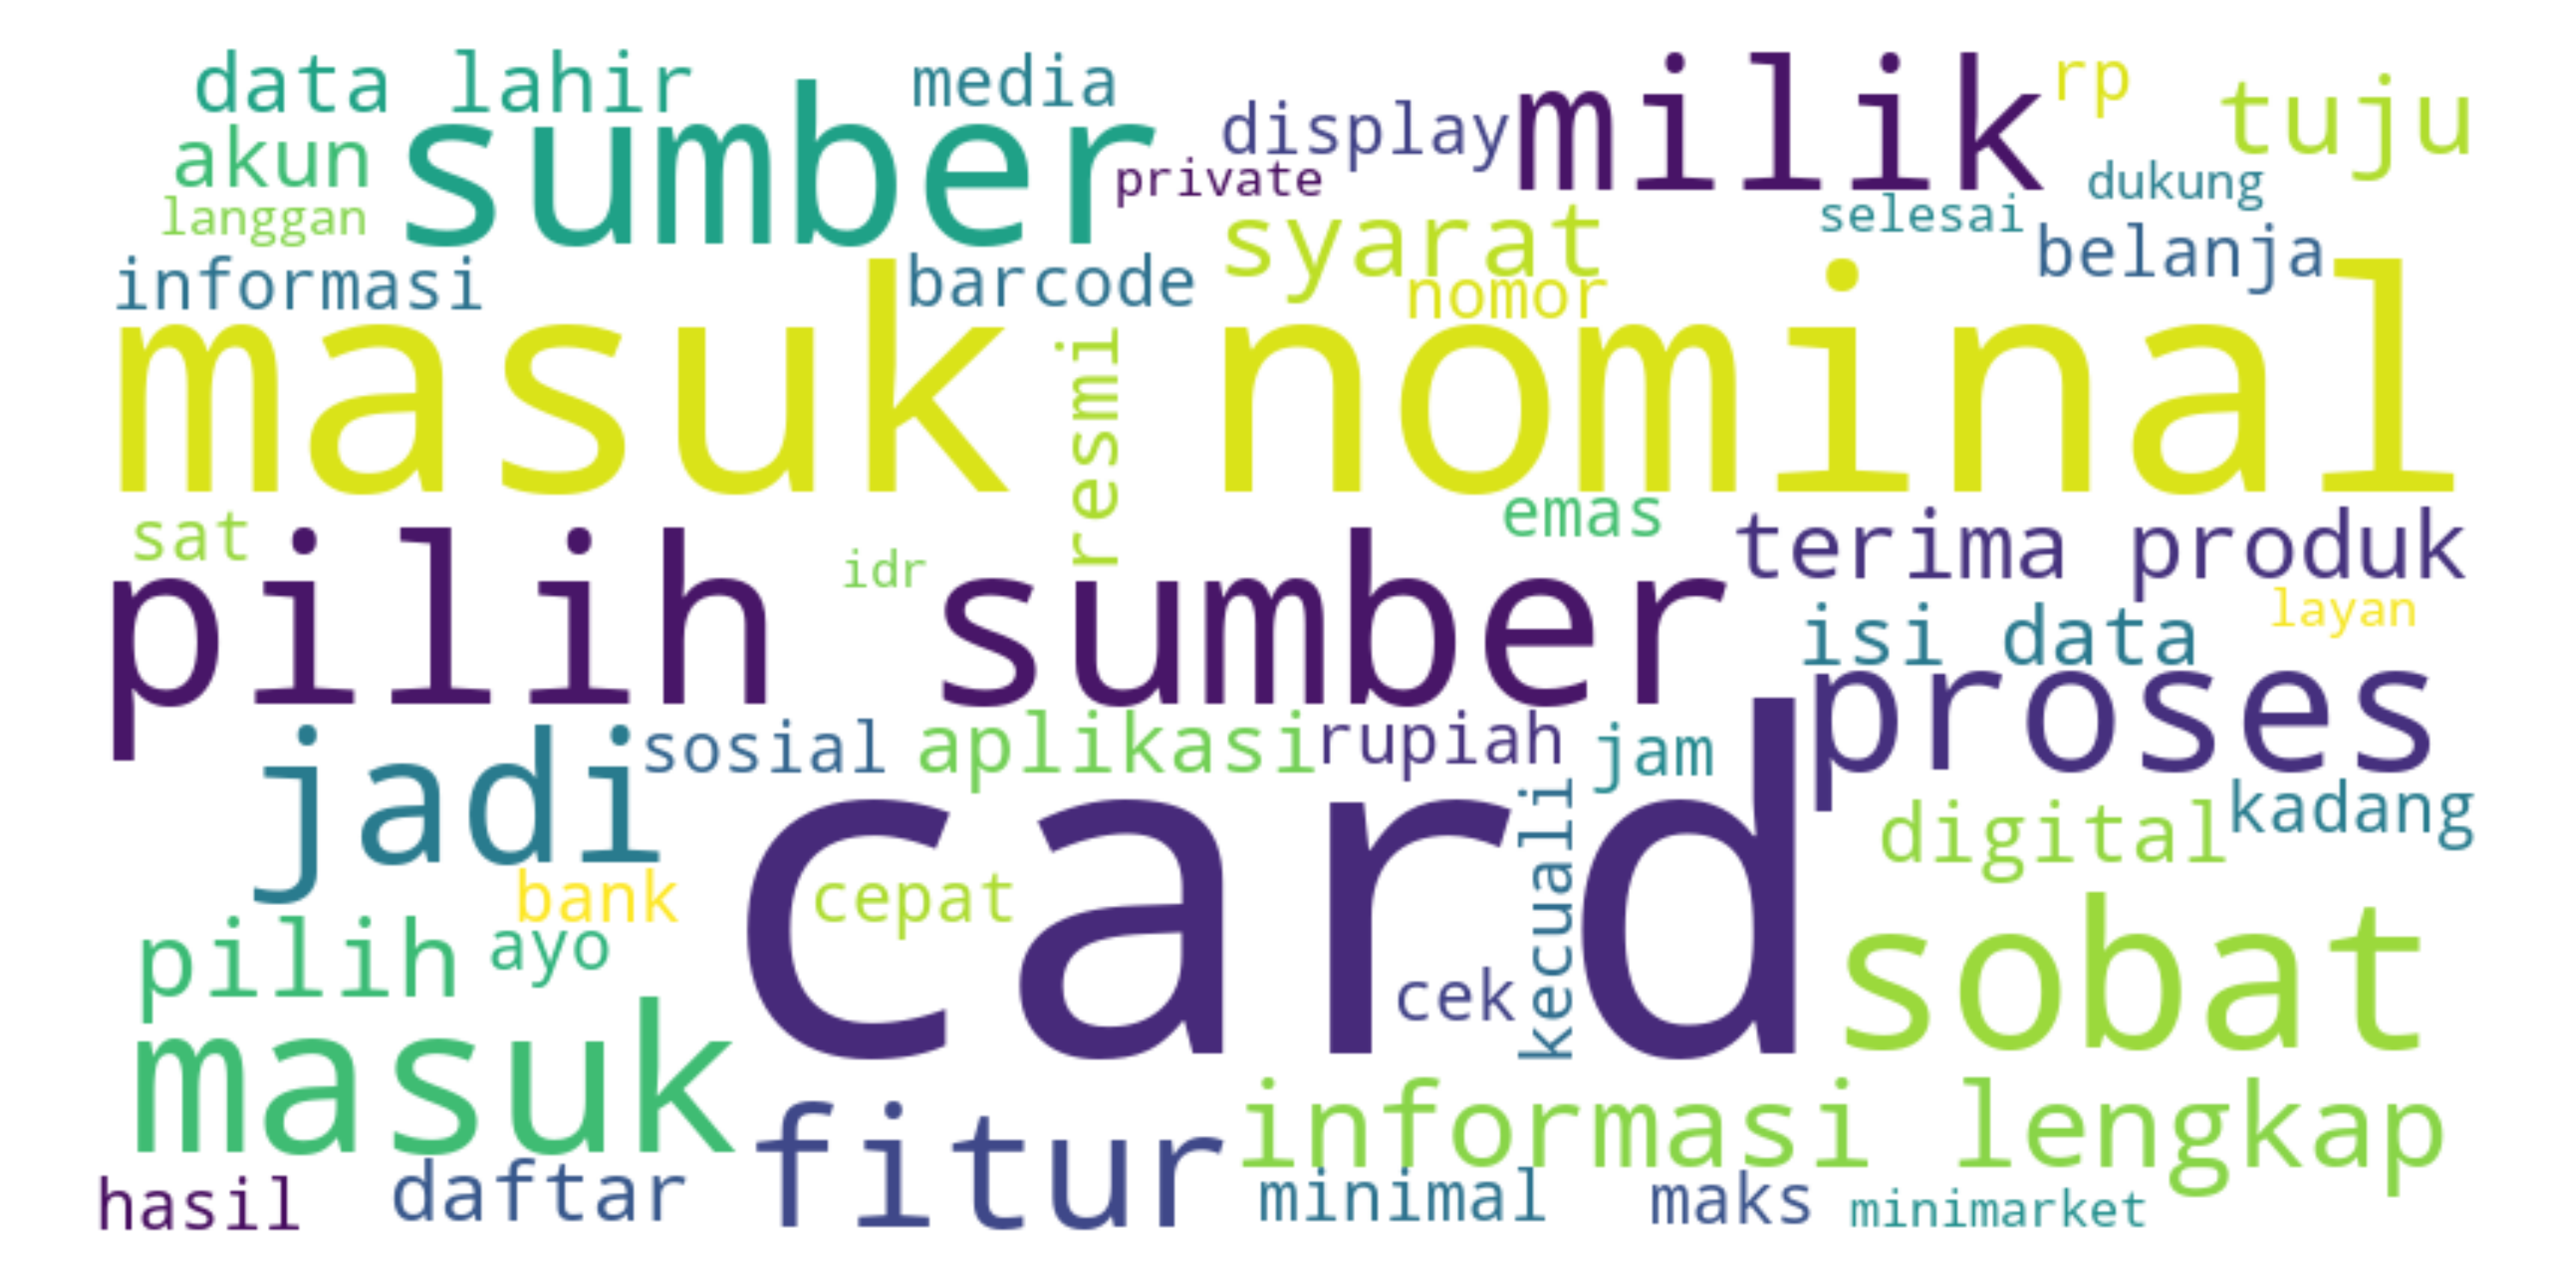 data lahir
media
milik
rp
tuju
akun
sumber
display
private
dukung
langgan
syarat
selesai
belanja
informasi
barcode
nomor
masuk nominal
resmi
sat
idr
emas
terima produk
pilih sumber
isi data
layan
proses
jadi
sosial
aplikasi
rupiah
jam
kecuali
card
digital
kadang
bank
cepat
pilih
ayo
cek
sobat
masuk
fitur
informasi lengkap
hasil
daftar
minimal
maks
minimarket